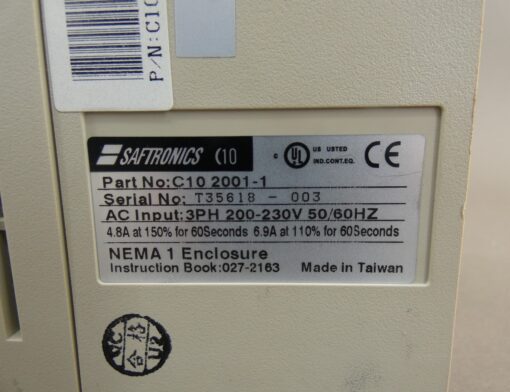 P/N:C10
SAFTRONICS C10
C UL US LISTED
IND.CONT.EQ.
CE
Part No:C10 2001-1
Serial No: T35618 - 003
AC Input:3PH 200-230V 50/60HZ
4.8A at 150% for 60Seconds 6.9A at 110% for 60Seconds
NEMA 1 Enclosure
Instruction Book:027-2163 Made in Taiwan